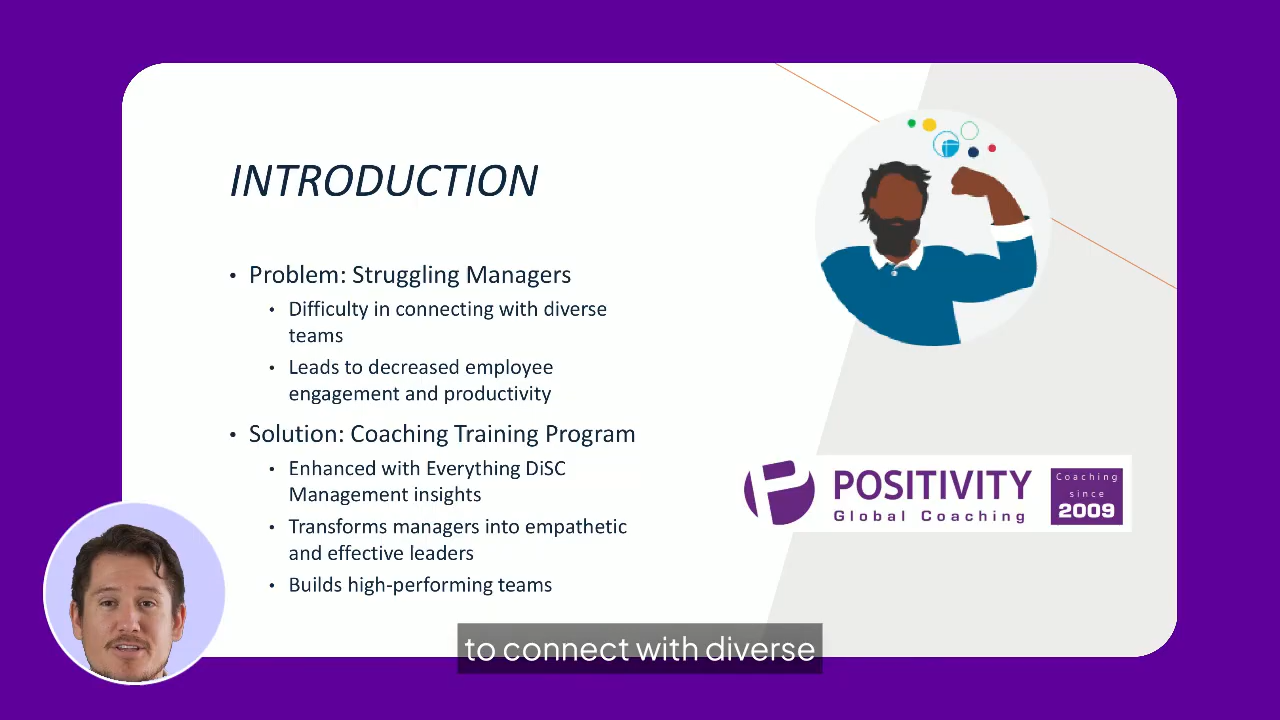 INTRODUCTION
• Problem: Struggling Managers
• Difficulty in connecting with diverse
teams
• Leads to decreased employee
engagement and productivity
• Solution: Coaching Training Program
• Enhanced with Everything DiSC
Management insights
• Transforms managers into empathetic
and effective leaders
• Builds high-performing teams
POSITIVITY
Global Coaching
Coaching
since
2009
to connect with diverse